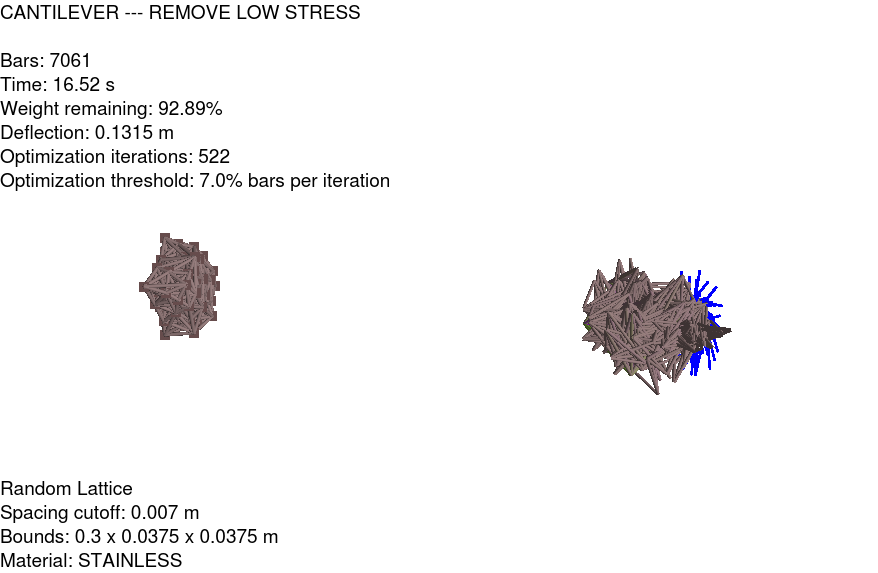 CANTILEVER --- REMOVE LOW STRESS
Bars: 7061
Time: 16.52 s
Weight remaining: 92.89%
Deflection: 0.1315 m
Optimization iterations: 522
Optimization threshold: 7.0% bars per iteration
Random Lattice
Spacing cutoff: 0.007 m
Bounds: 0.3 x 0.0375 x 0.0375 m
Material: STAINLESS